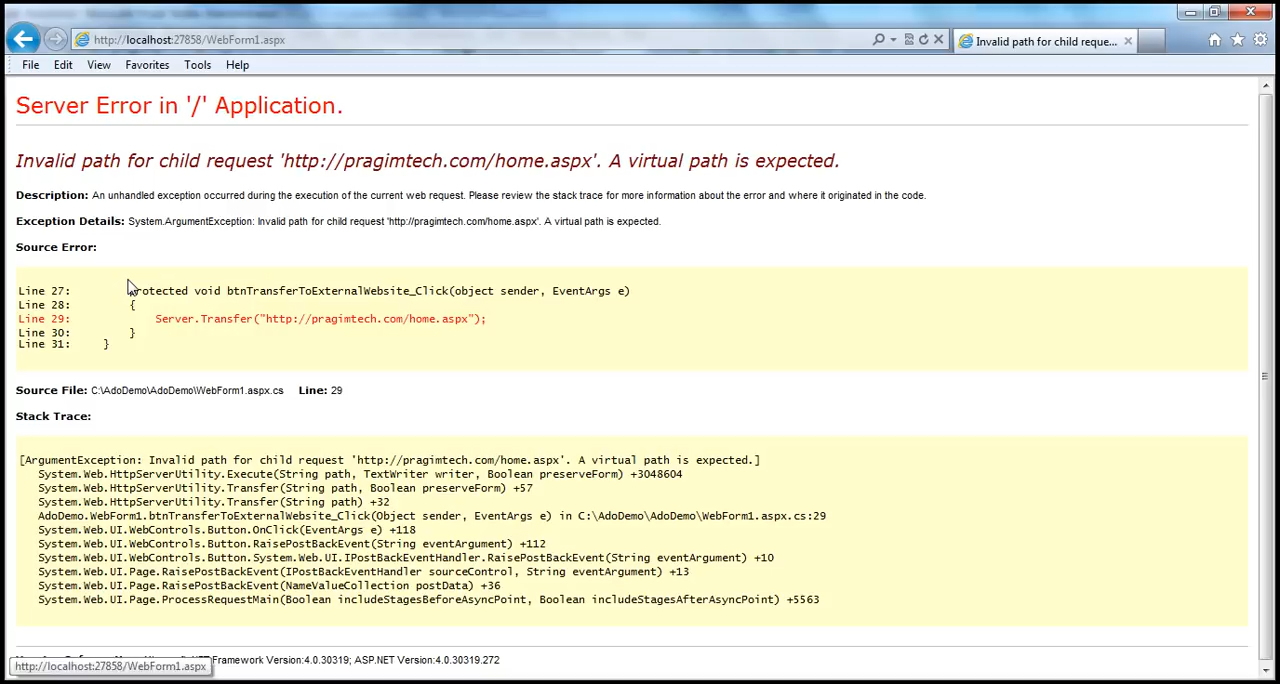 http://localhost:27858/WebForm1.aspx
Invalid path for child reque...
File Edit View Favorites Tools Help
Server Error in '/' Application.
Invalid path for child request 'http://pragimtech.com/home.aspx'. A virtual path is expected.
Description: An unhandled exception occurred during the execution of the current web request. Please review the stack trace for more information about the error and where it originated in the code.
Exception Details: System.ArgumentException: Invalid path for child request 'http://pragimtech.com/home.aspx'. A virtual path is expected.
Source Error:
Line 27: rotected void btnTransferToExternalWebsite_Click(object sender, EventArgs e)
Line 28: {
Line 29: Server.Transfer("http://pragimtech.com/home.aspx");
Line 30: }
Line 31: }
Source File: C:\AdoDemo\AdoDemo\WebForm1.aspx.cs Line: 29
Stack Trace:
[ArgumentException: Invalid path for child request 'http://pragimtech.com/home.aspx'. A virtual path is expected.]
System.Web.HttpServerUtility.Execute(String path, TextWriter writer, Boolean preserveForm) +3048604
System.Web.HttpServerUtility.Transfer(String path, Boolean preserveForm) +57
System.Web.HttpServerUtility.Transfer(String path) +32
AdoDemo.WebForm1.btnTransferToExternalWebsite_Click(Object sender, EventArgs e) in C:\AdoDemo\AdoDemo\WebForm1.aspx.cs:29
System.Web.UI.WebControls.Button.OnClick(EventArgs e) +118
System.Web.UI.WebControls.Button.RaisePostBackEvent(String eventArgument) +112
System.Web.UI.WebControls.Button.System.Web.UI.IPostBackEventHandler.RaisePostBackEvent(String eventArgument) +10
System.Web.UI.Page.RaisePostBackEvent(IPostBackEventHandler sourceControl, String eventArgument) +13
System.Web.UI.Page.RaisePostBackEvent(NameValueCollection postData) +36
System.Web.UI.Page.ProcessRequestMain(Boolean includeStagesBeforeAsyncPoint, Boolean includeStagesAfterAsyncPoint) +5563
Framework Version:4.0.30319; ASP.NET Version:4.0.30319.272
http://localhost:27858/WebForm1.aspx